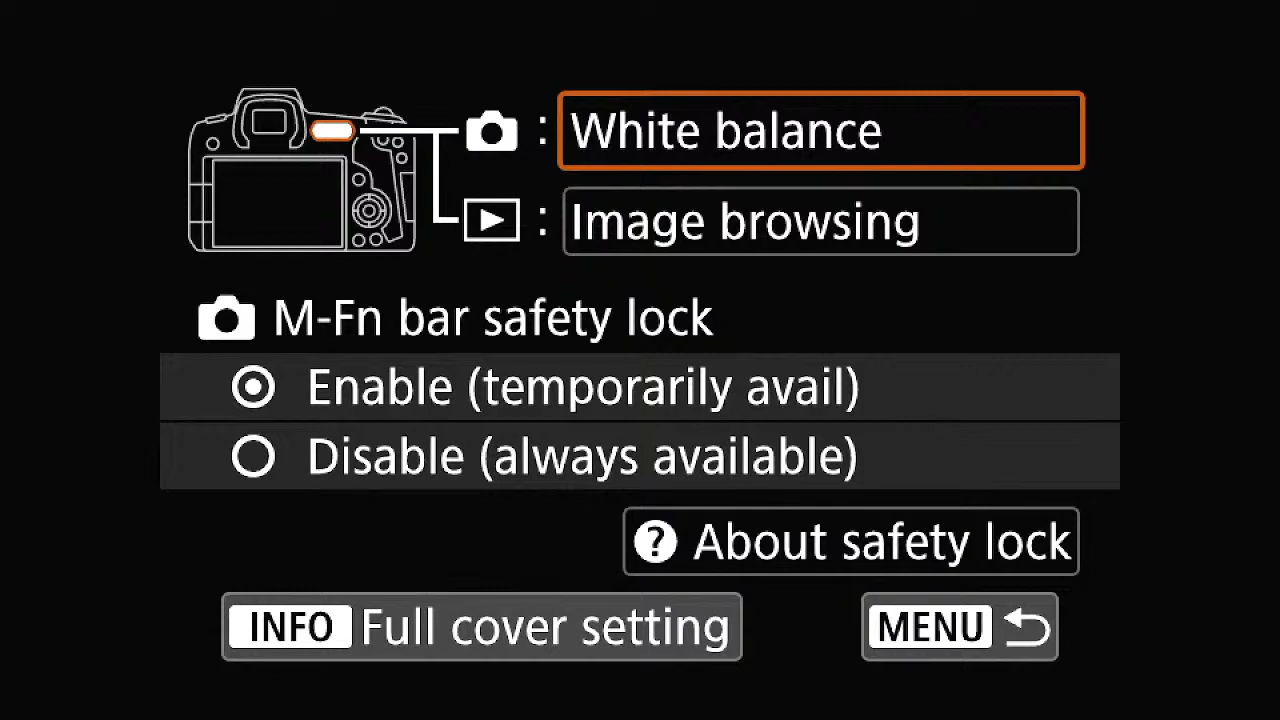 : White balance
: Image browsing
M-Fn bar safety lock
Enable (temporarily avail)
Disable (always available)
? About safety lock
INFO Full cover setting
MENU